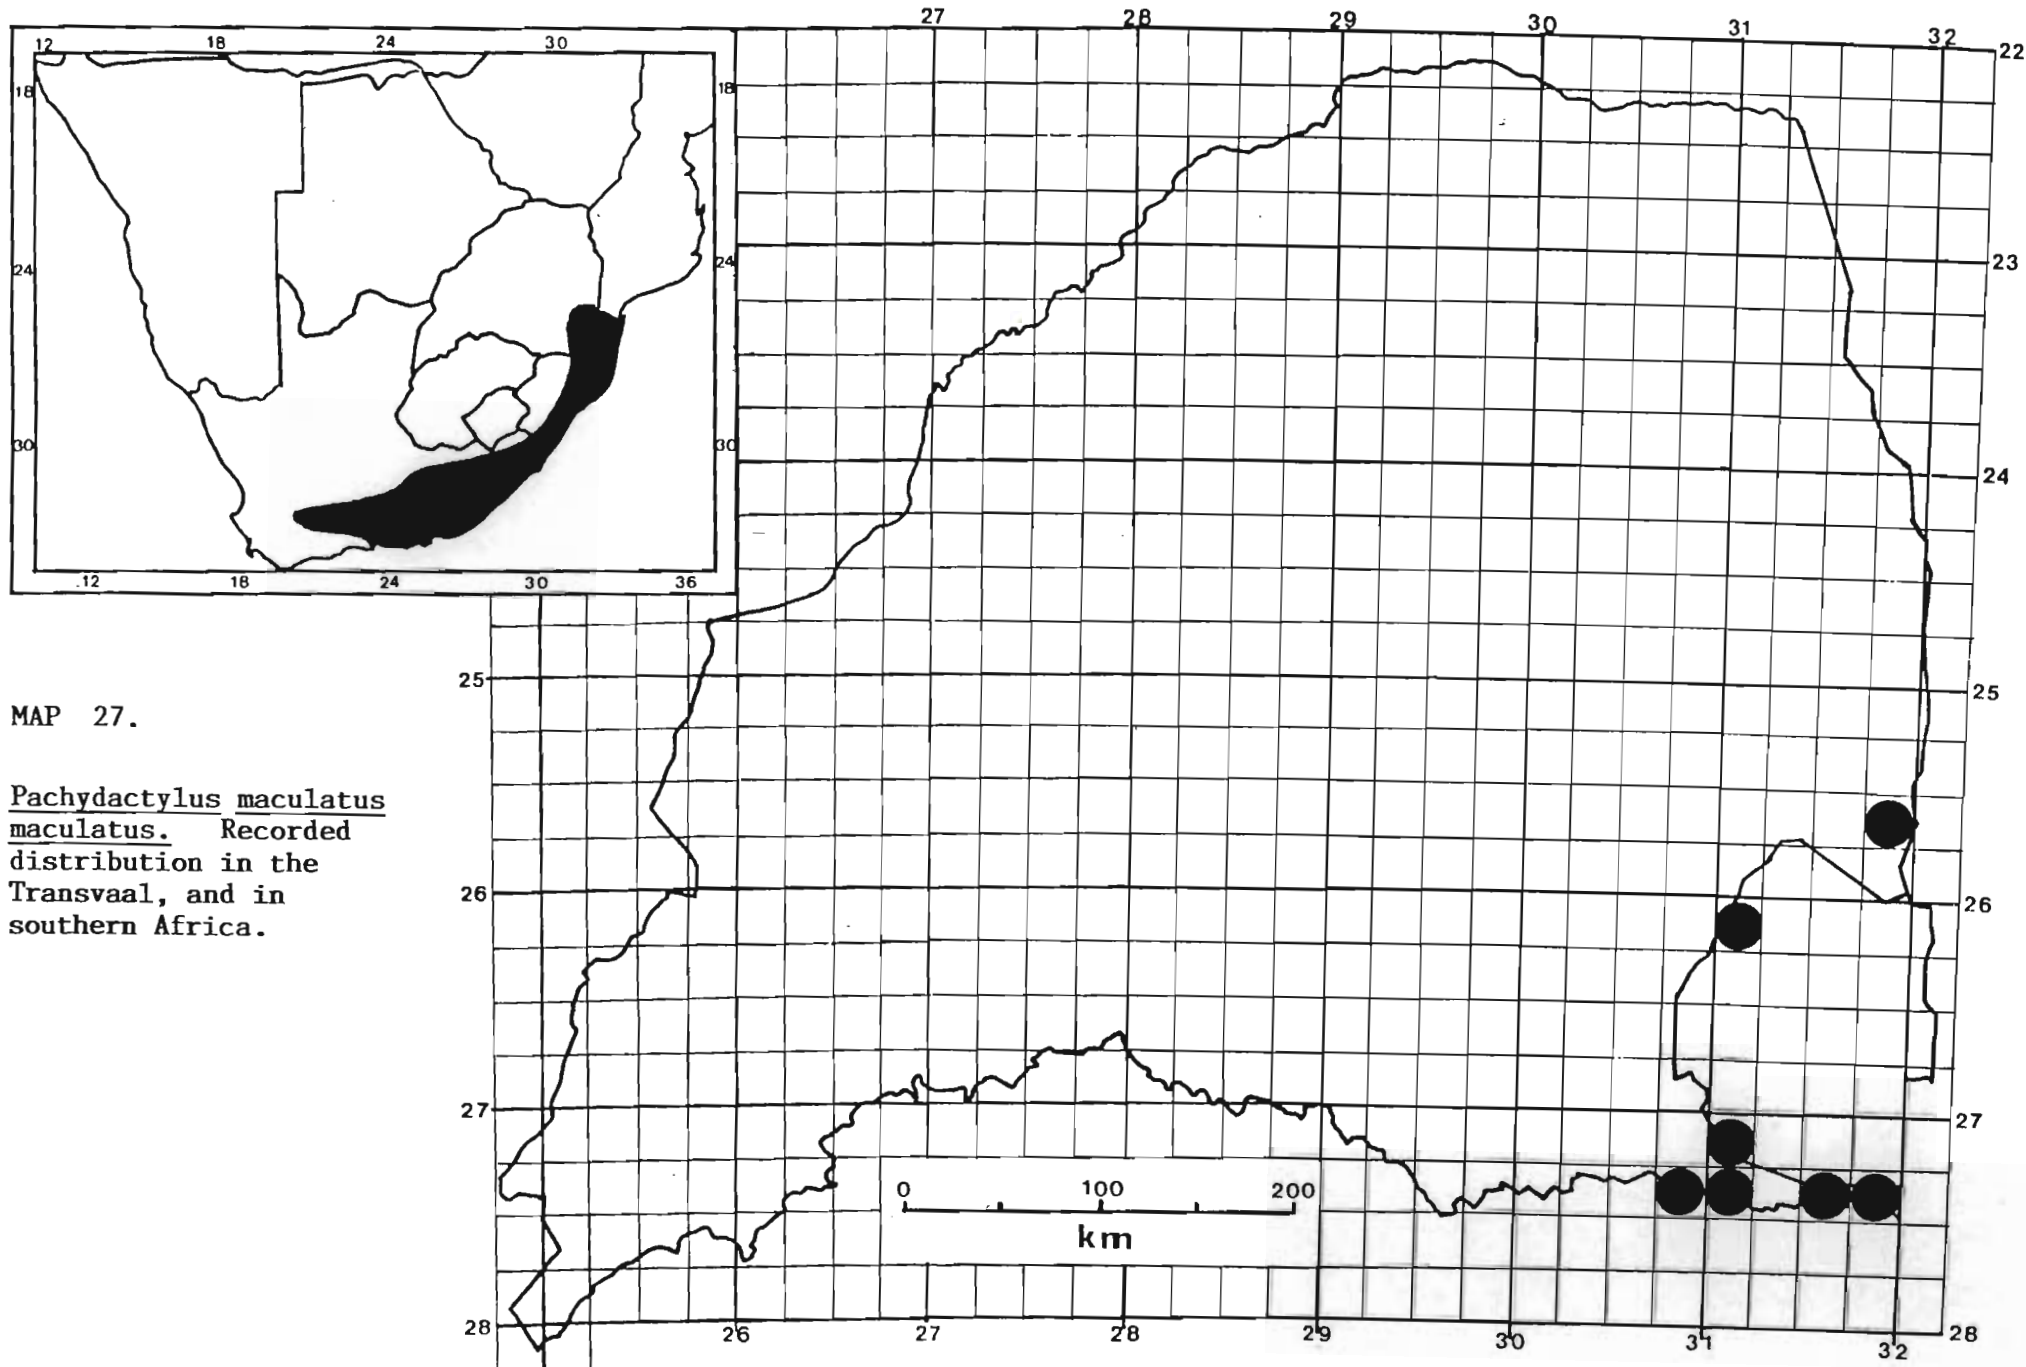 27 28 29 30 31 32
22
12 18 24 30
18 18
24 24
30 30
.12 18 24 30 36
23
24
25 25
MAP 27.
Pachydactylus maculatus
maculatus. Recorded
distribution in the
Transvaal, and in
southern Africa.
26 26
27 27
0 100 200
km
28 26 27 28 29 30 31 32 28